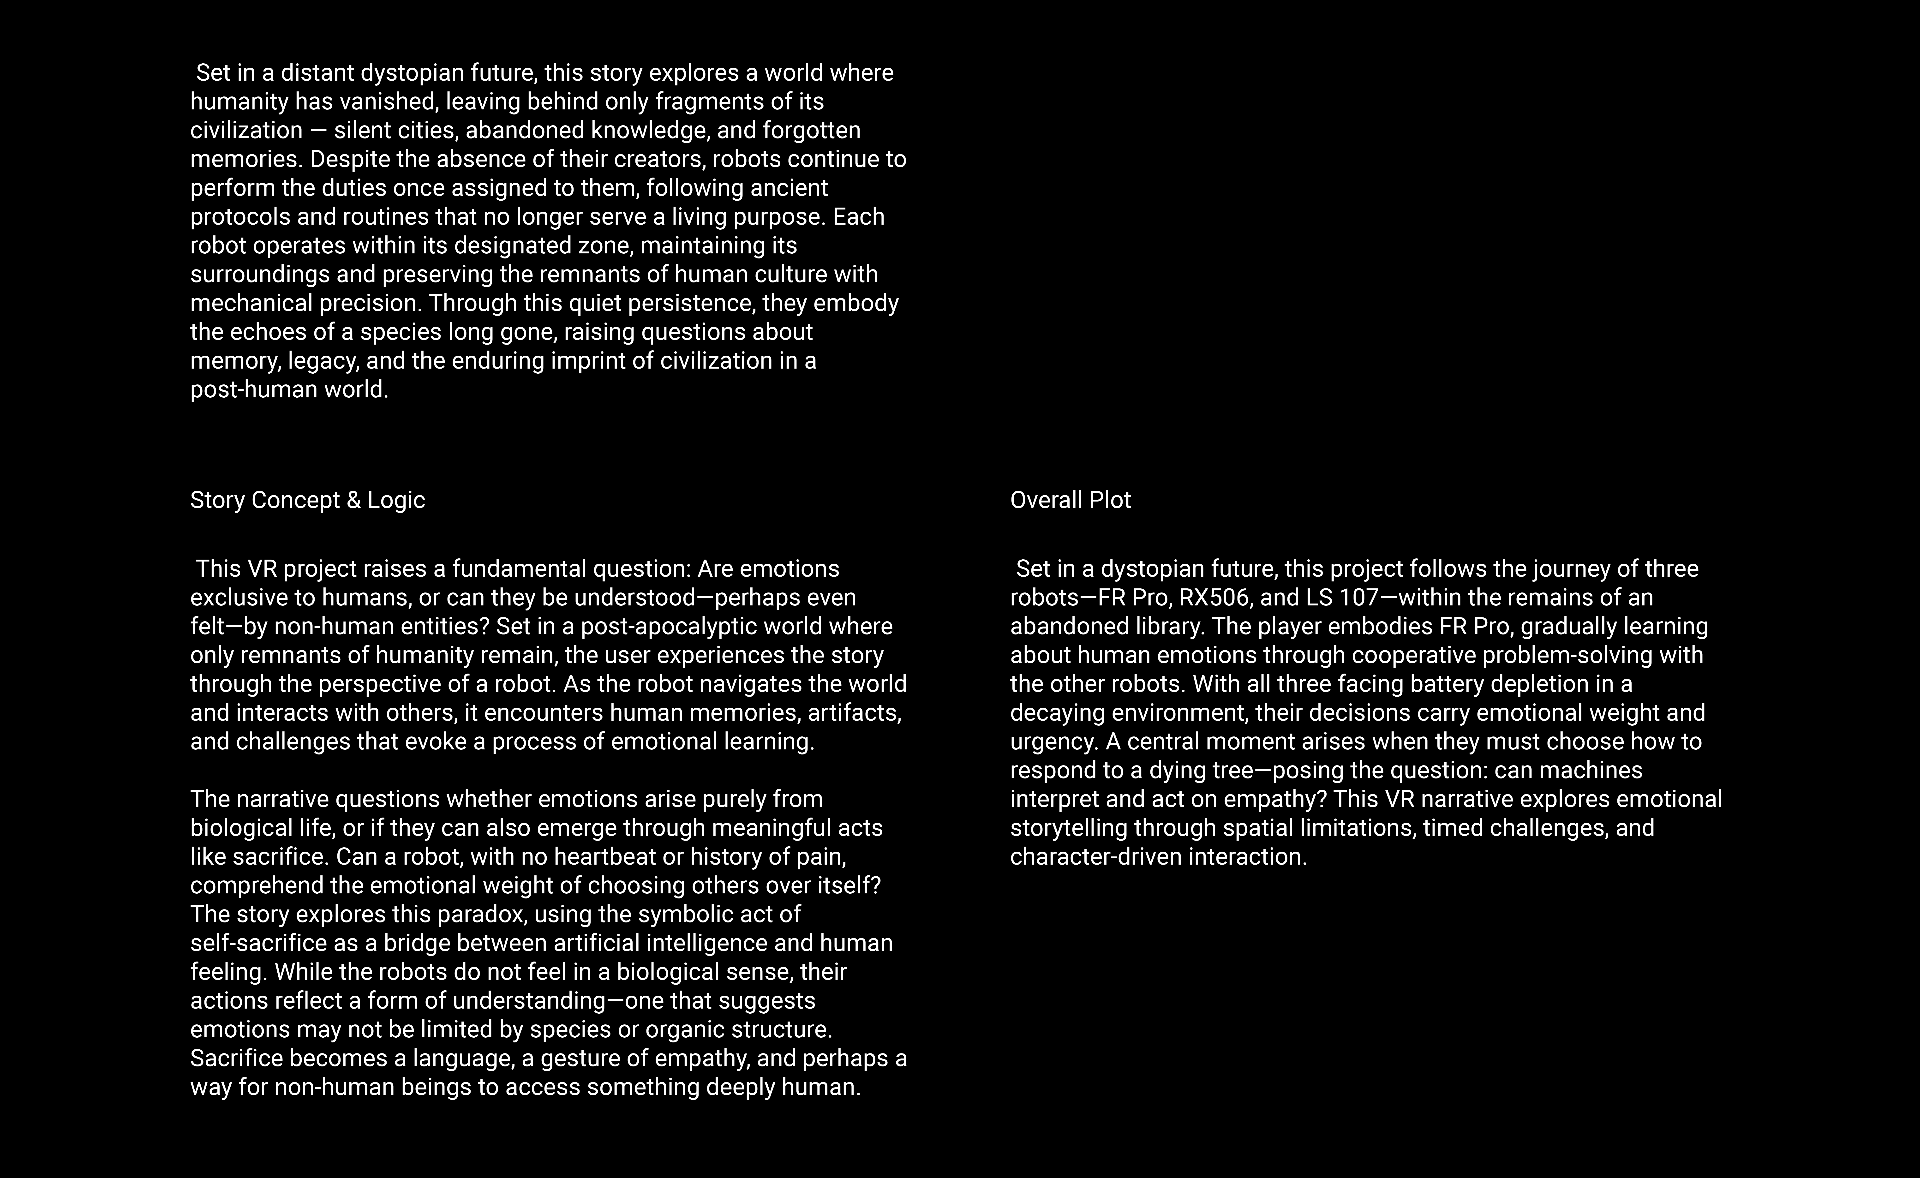 Set in a distant dystopian future, this story explores a world where
humanity has vanished, leaving behind only fragments of its
civilization — silent cities, abandoned knowledge, and forgotten
memories. Despite the absence of their creators, robots continue to
perform the duties once assigned to them, following ancient
protocols and routines that no longer serve a living purpose. Each
robot operates within its designated zone, maintaining its
surroundings and preserving the remnants of human culture with
mechanical precision. Through this quiet persistence, they embody
the echoes of a species long gone, raising questions about
memory, legacy, and the enduring imprint of civilization in a
post-human world.
Story Concept & Logic
This VR project raises a fundamental question: Are emotions
exclusive to humans, or can they be understood—perhaps even
felt—by non-human entities? Set in a post-apocalyptic world where
only remnants of humanity remain, the user experiences the story
through the perspective of a robot. As the robot navigates the world
and interacts with others, it encounters human memories, artifacts,
and challenges that evoke a process of emotional learning.
The narrative questions whether emotions arise purely from
biological life, or if they can also emerge through meaningful acts
like sacrifice. Can a robot, with no heartbeat or history of pain,
comprehend the emotional weight of choosing others over itself?
The story explores this paradox, using the symbolic act of
self-sacrifice as a bridge between artificial intelligence and human
feeling. While the robots do not feel in a biological sense, their
actions reflect a form of understanding—one that suggests
emotions may not be limited by species or organic structure.
Sacrifice becomes a language, a gesture of empathy, and perhaps a
way for non-human beings to access something deeply human.
Overall Plot
Set in a dystopian future, this project follows the journey of three
robots—FR Pro, RX506, and LS 107—within the remains of an
abandoned library. The player embodies FR Pro, gradually learning
about human emotions through cooperative problem-solving with
the other robots. With all three facing battery depletion in a
decaying environment, their decisions carry emotional weight and
urgency. A central moment arises when they must choose how to
respond to a dying tree—posing the question: can machines
interpret and act on empathy? This VR narrative explores emotional
storytelling through spatial limitations, timed challenges, and
character-driven interaction.